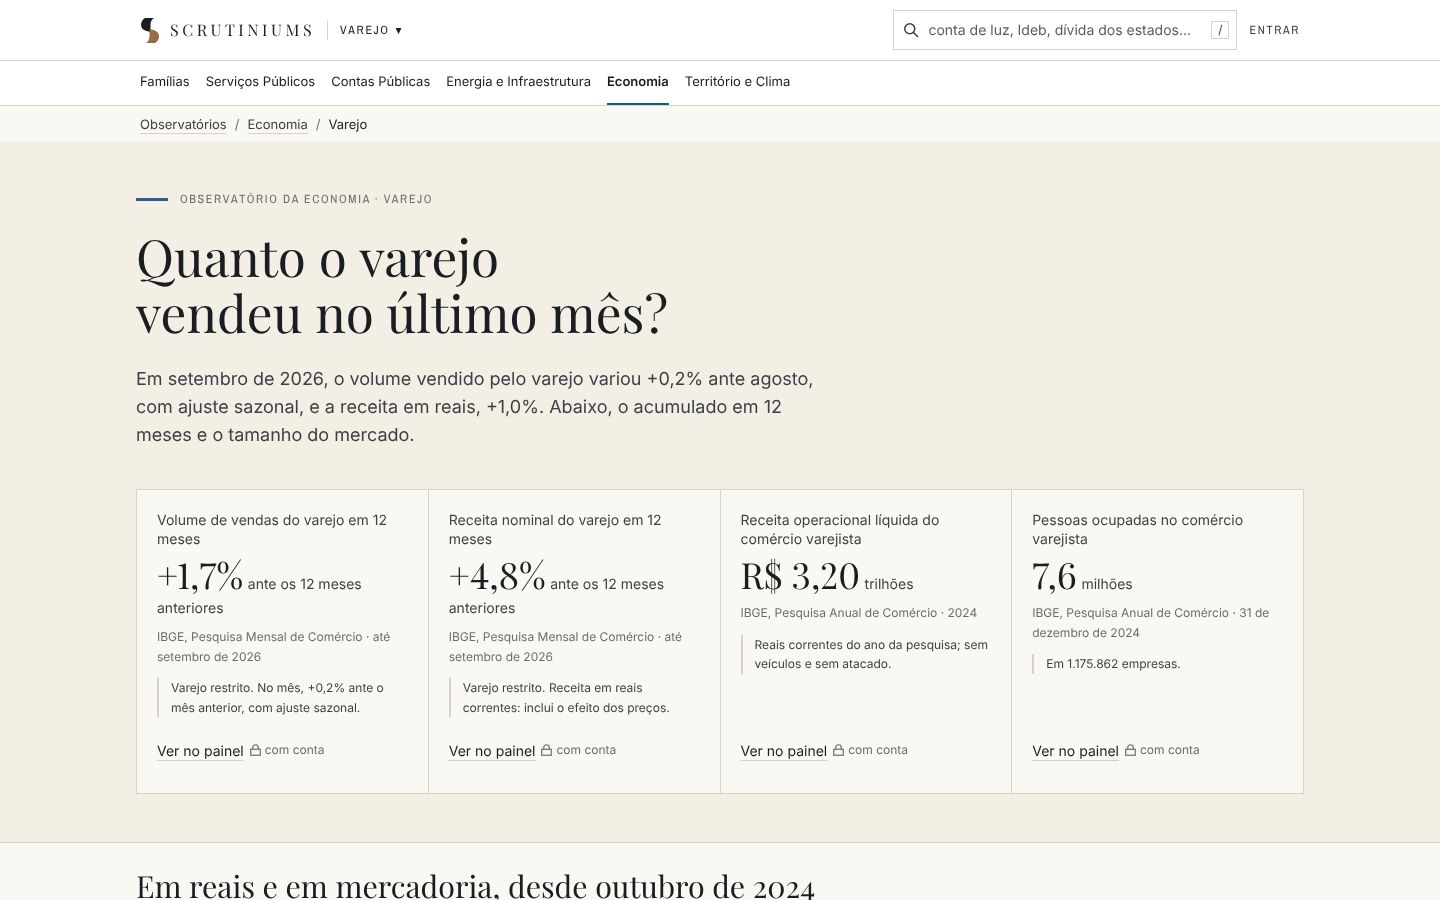 SCRUTINIUMS
VAREJO ▼
conta de luz, Ideb, dívida dos estados...
/
ENTRAR
Famílias
Serviços Públicos
Contas Públicas
Energia e Infraestrutura
Economia
Território e Clima
Observatórios / Economia / Varejo
OBSERVATÓRIO DA ECONOMIA · VAREJO
Quanto o varejo
vendeu no último mês?
Em setembro de 2026, o volume vendido pelo varejo variou +0,2% ante agosto,
com ajuste sazonal, e a receita em reais, +1,0%. Abaixo, o acumulado em 12
meses e o tamanho do mercado.
Volume de vendas do varejo em 12
meses
+1,7% ante os 12 meses
anteriores
IBGE, Pesquisa Mensal de Comércio · até
setembro de 2026
Varejo restrito. No mês, +0,2% ante o
mês anterior, com ajuste sazonal.
Ver no painel com conta
Receita nominal do varejo em 12
meses
+4,8% ante os 12 meses
anteriores
IBGE, Pesquisa Mensal de Comércio · até
setembro de 2026
Varejo restrito. Receita em reais
correntes: inclui o efeito dos preços.
Ver no painel com conta
Receita operacional líquida do
comércio varejista
R$ 3,20 trilhões
IBGE, Pesquisa Anual de Comércio · 2024
Reais correntes do ano da pesquisa; sem
veículos e sem atacado.
Ver no painel com conta
Pessoas ocupadas no comércio
varejista
7,6 milhões
IBGE, Pesquisa Anual de Comércio · 31 de
dezembro de 2024
Em 1.175.862 empresas.
Ver no painel com conta
Em reais e em mercadoria, desde outubro de 2024